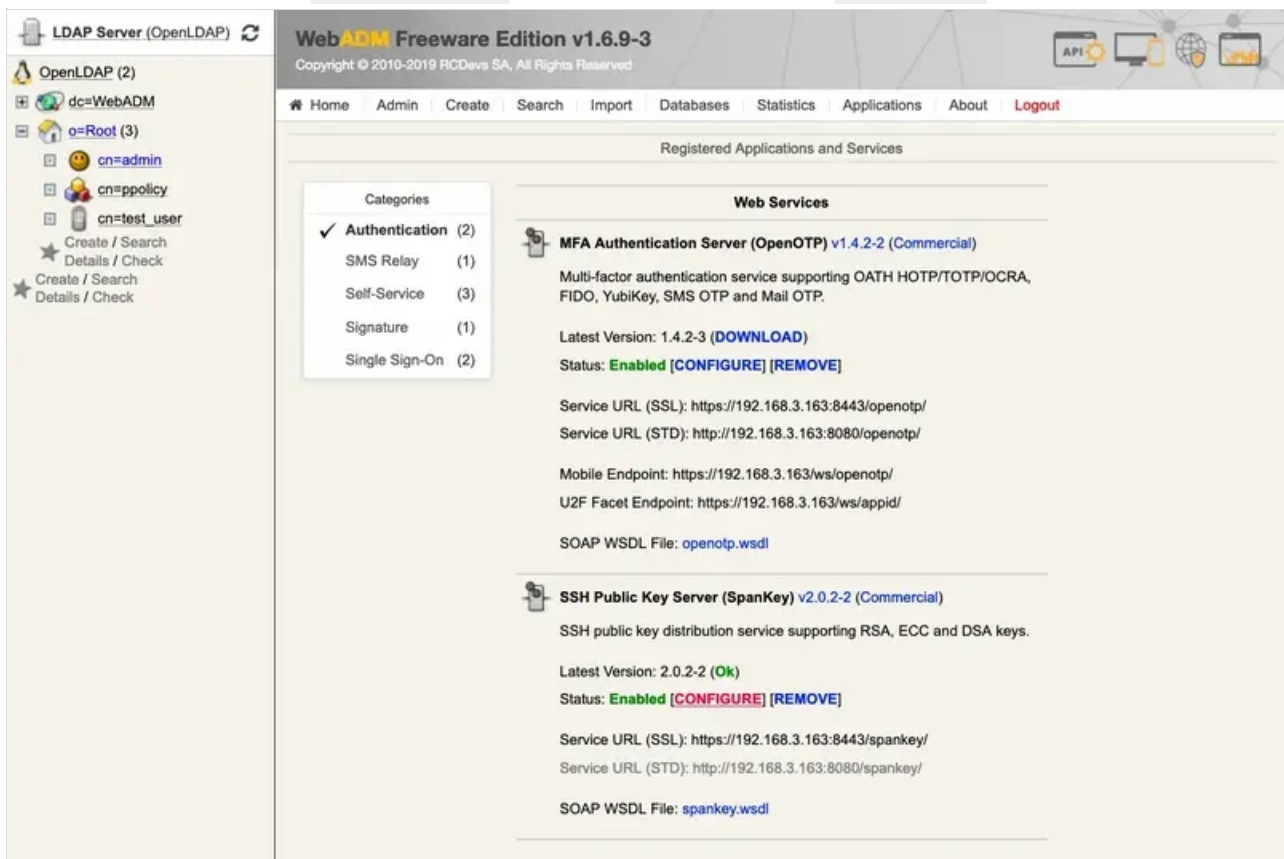 LDAP Server (OpenLDAP)
OpenLDAP (2)
dc=WebADM
o=Root (3)
cn=admin
cn=ppolicy
cn=test_user
Create / Search
Details / Check
Create / Search
Details / Check
WebADM Freeware Edition v1.6.9-3
Copyright © 2010-2019 RCDevs SA, All Rights Reserved
API
Home Admin Create Search Import Databases Statistics Applications About Logout
Registered Applications and Services
Categories
Authentication (2)
SMS Relay (1)
Self-Service (3)
Signature (1)
Single Sign-On (2)
Web Services
MFA Authentication Server (OpenOTP) v1.4.2-2 (Commercial)
Multi-factor authentication service supporting OATH HOTP/TOTP/OCRA,
FIDO, YubiKey, SMS OTP and Mail OTP.
Latest Version: 1.4.2-3 (DOWNLOAD)
Status: Enabled [CONFIGURE] [REMOVE]
Service URL (SSL): https://192.168.3.163:8443/openotp/
Service URL (STD): http://192.168.3.163:8080/openotp/
Mobile Endpoint: https://192.168.3.163/ws/openotp/
U2F Facet Endpoint: https://192.168.3.163/ws/appid/
SOAP WSDL File: openotp.wsdl
SSH Public Key Server (SpanKey) v2.0.2-2 (Commercial)
SSH public key distribution service supporting RSA, ECC and DSA keys.
Latest Version: 2.0.2-2 (Ok)
Status: Enabled [CONFIGURE] [REMOVE]
Service URL (SSL): https://192.168.3.163:8443/spankey/
Service URL (STD): http://192.168.3.163:8080/spankey/
SOAP WSDL File: spankey.wsdl